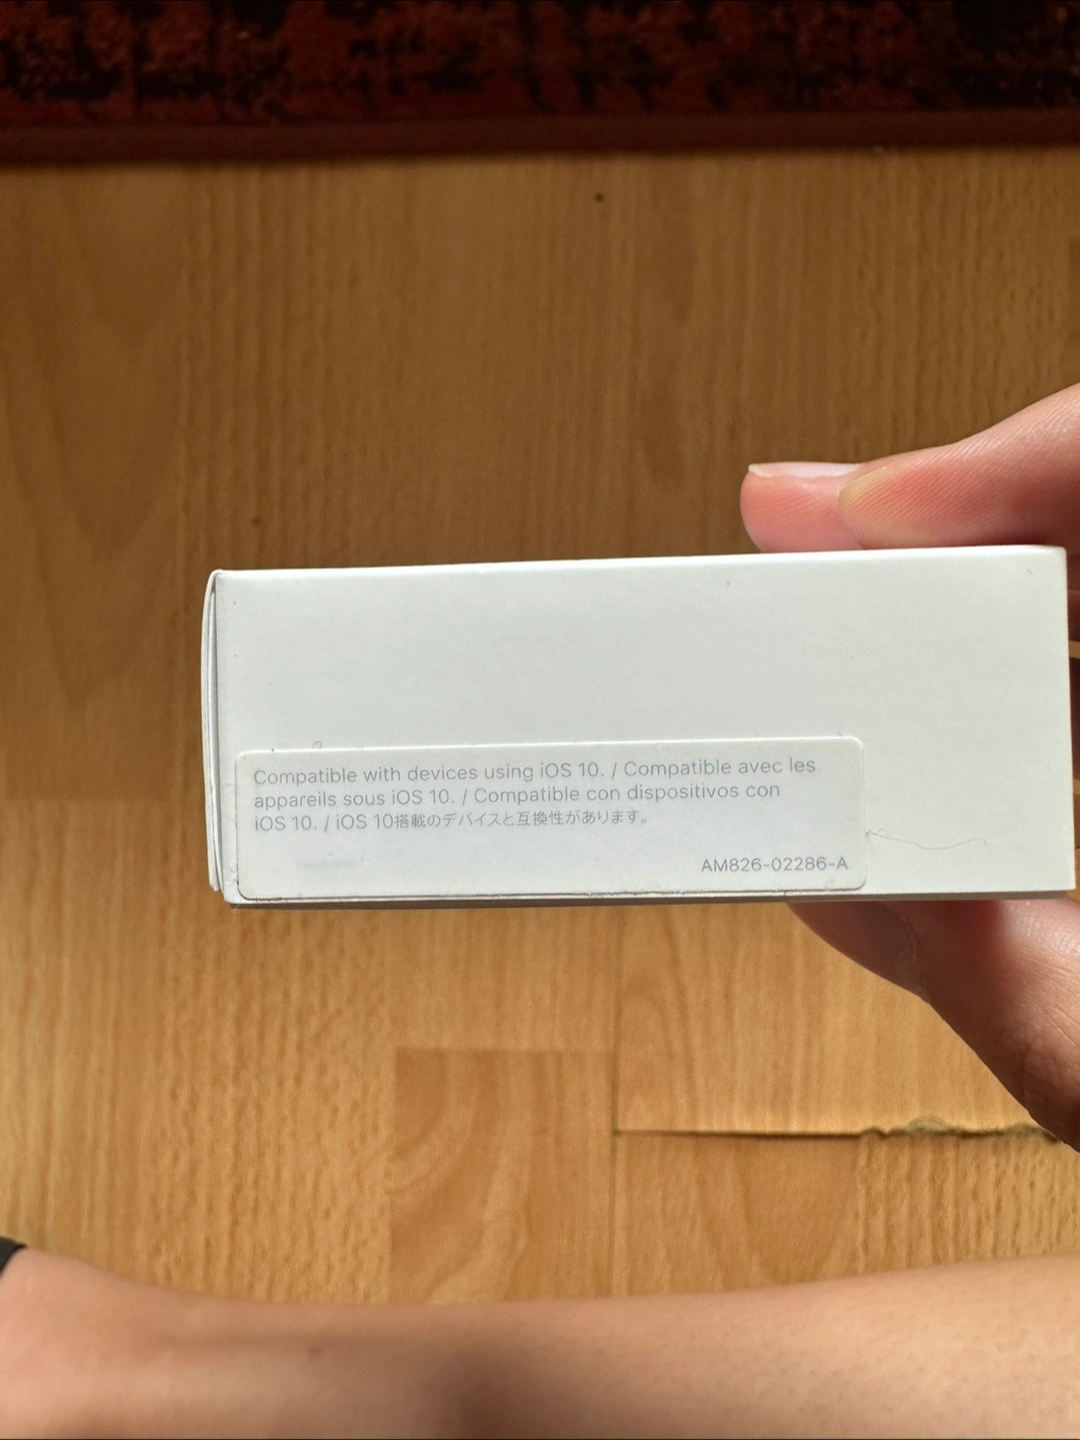 Compatible with devices using iOS 10. / Compatible avec les
appareils sous iOS 10. / Compatible con dispositivos con
iOS 10. / iOS 10搭載のデバイスと互換性があります。
AM826-02286-A